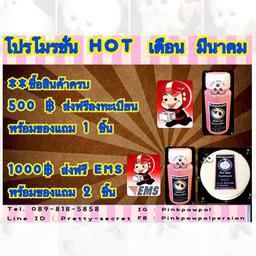 โปรโมรชั่น HOT เดือน มีนาคม
**ซื้อสินค้าครบ
500 ฿ ส่งฟรีลงทะเบียน
พร้อมของแถม 1 ชิ้น
1000฿ ส่งฟรี EMS
พร้อมของแถม 2 ชิ้น
EMS
Tel. 089-818-5858
IG : Pinkpawpal
Line ID : Pretty-secret
FB : Pinkpawpalpersian